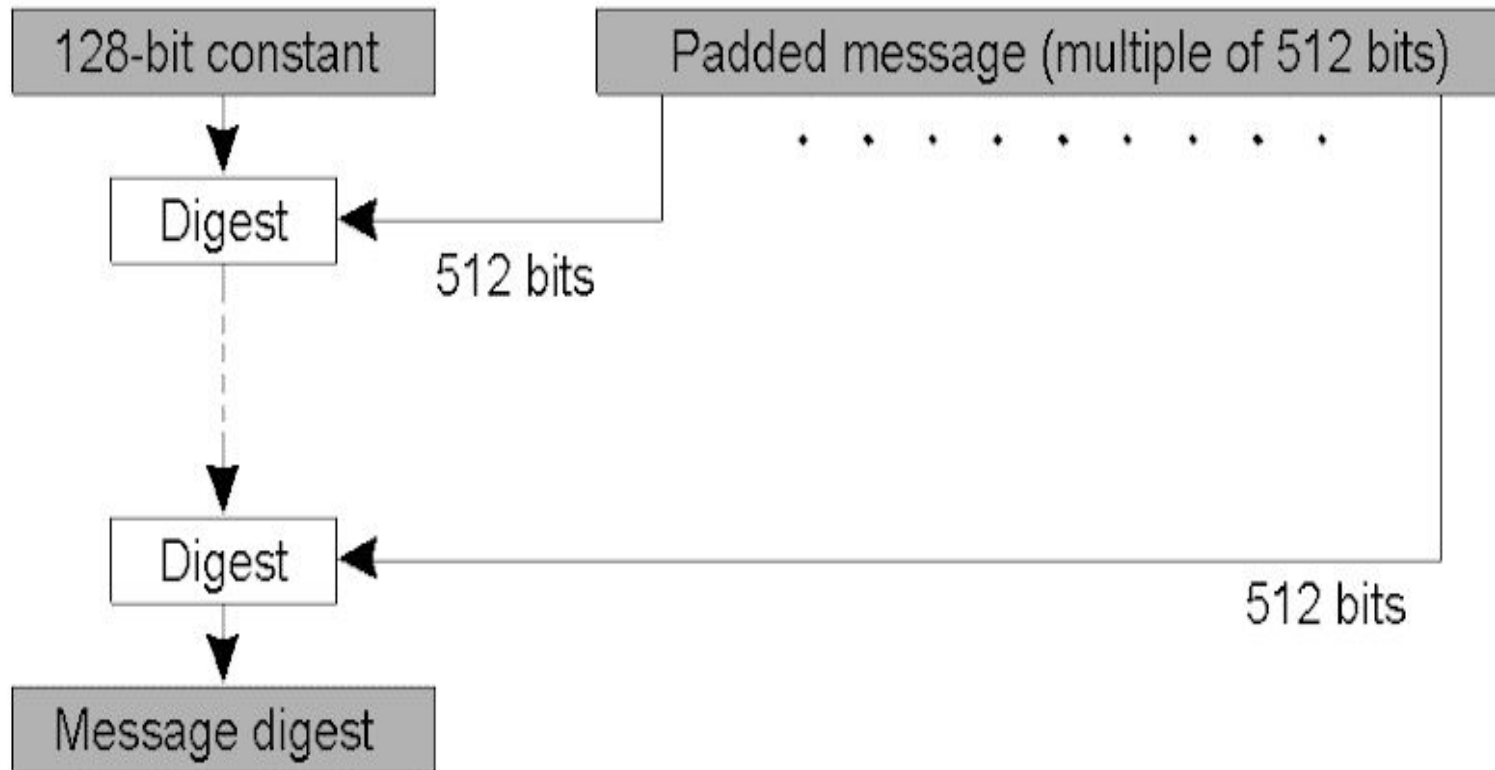 128-bit constant
Padded message (multiple of 512 bits)
Digest
512 bits
Digest
512 bits
Message digest